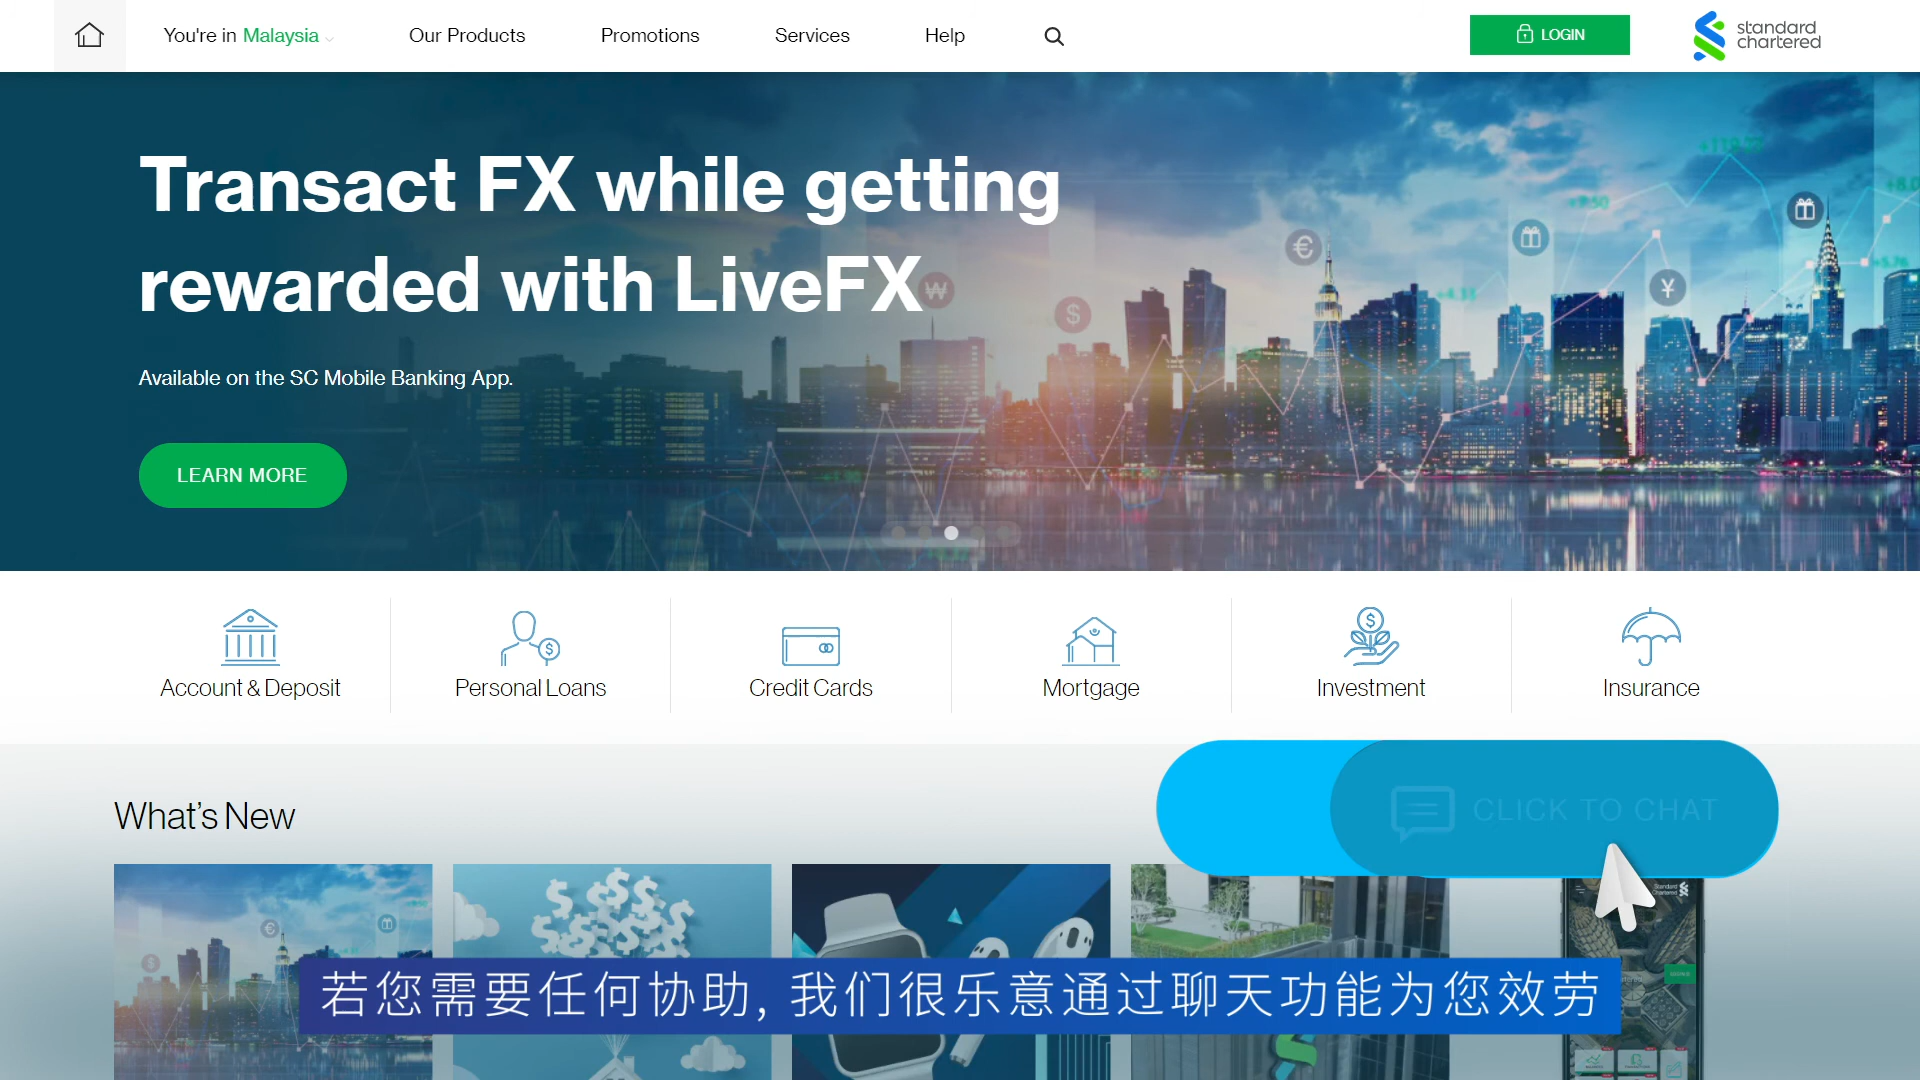 You're in Malaysia
Our Products
Promotions
Services
Help
LOGIN
standard
chartered
Transact FX while getting
rewarded with LiveFX
Available on the SC Mobile Banking App.
LEARN MORE
Account & Deposit
Personal Loans
Credit Cards
Mortgage
Investment
Insurance
What's New
CLICK TO CHAT
若您需要任何协助, 我们很乐意通过聊天功能为您效劳